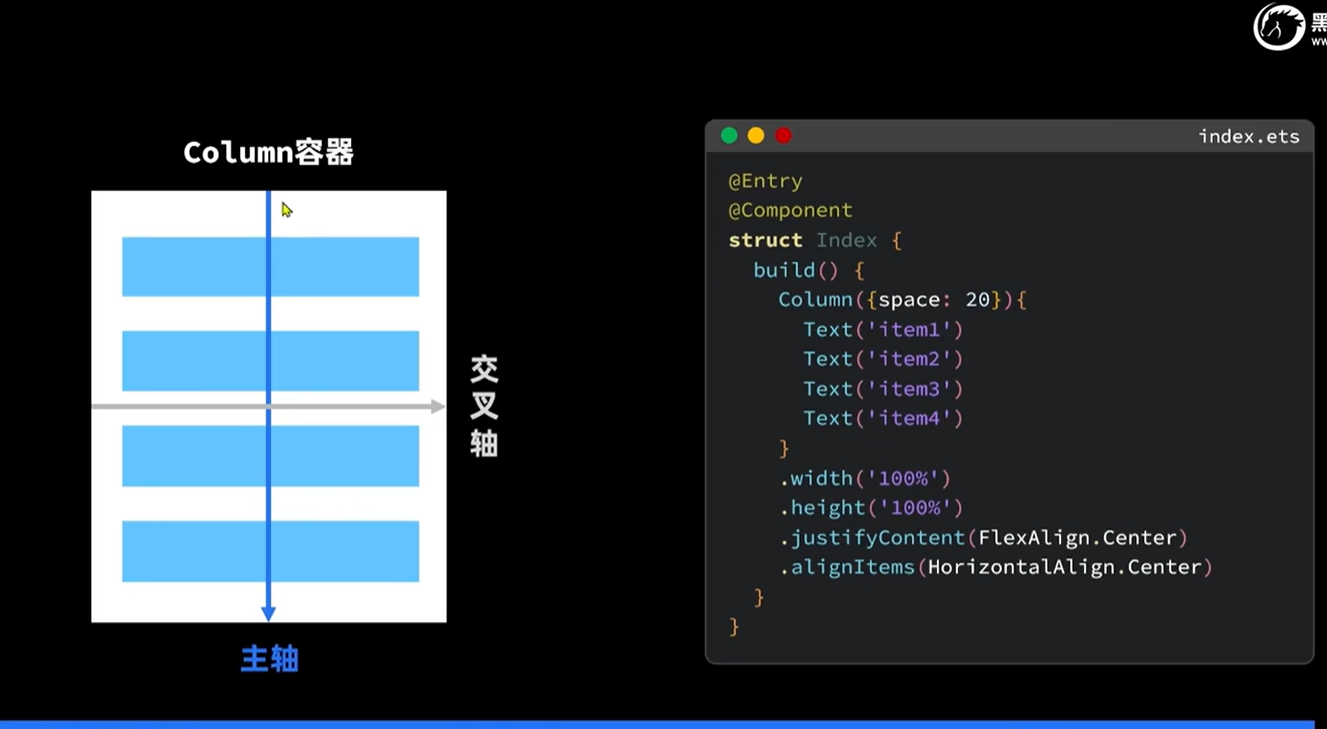 黑
ww
Column容器
交叉轴
主轴
index.ets
@Entry
@Component
struct Index {
build() {
Column({space: 20}){
Text('item1')
Text('item2')
Text('item3')
Text('item4')
}
.width('100%')
.height('100%')
.justifyContent(FlexAlign.Center)
.alignItems(HorizontalAlign.Center)
}
}